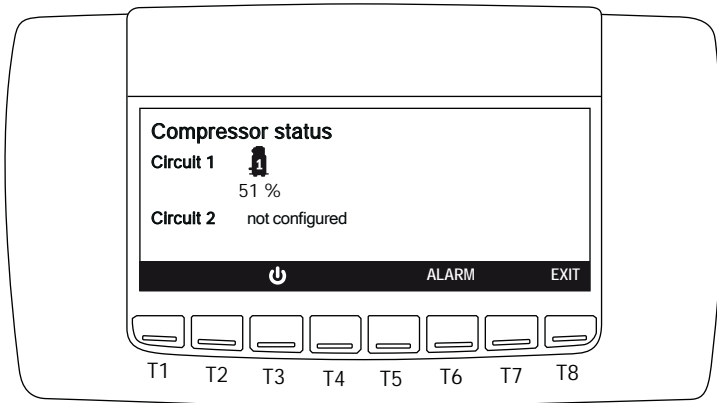 Compressor status
Circuit 1 1
51 %
Circuit 2 not configured
ALARM EXIT
T1 T2 T3 T4 T5 T6 T7 T8